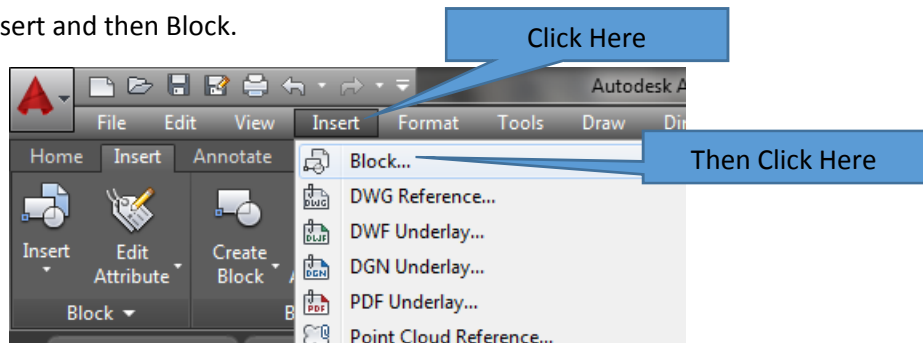 sert and then Block.
Click Here
Autodesk A
File Edit View Insert Format Tools Draw Dir
Home Insert Annotate
Block...
Then Click Here
DWG Reference...
DWF Underlay...
DGN Underlay...
PDF Underlay...
Point Cloud Reference...
Insert
Edit
Attribute
Create
Block
Block